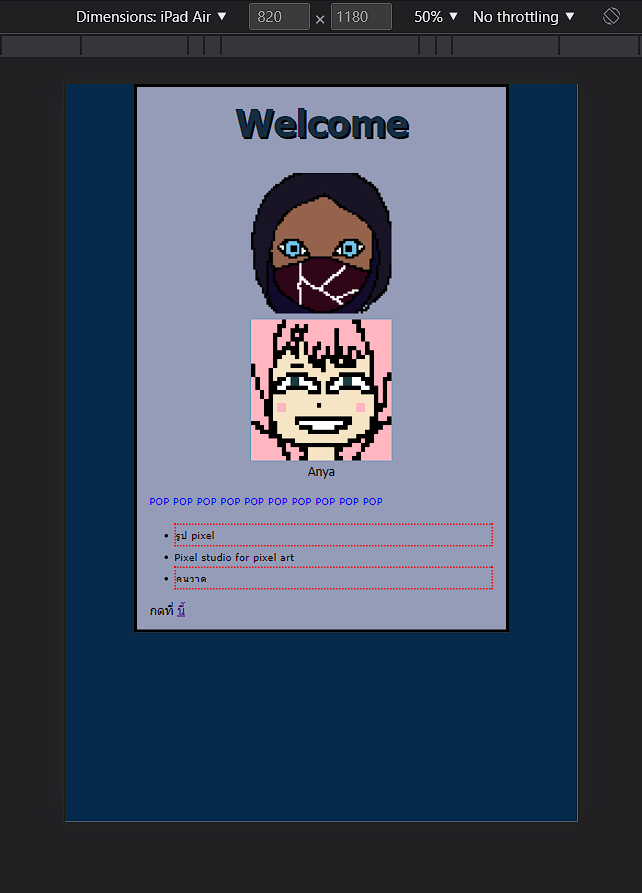 Dimensions: iPad Air ▼ 820 × 1180 50% ▼ No throttling ▼
Welcome
Anya
POP POP POP POP POP POP POP POP POP POP
• รูป pixel
• Pixel studio for pixel art
• คนวาด
กดที่ นี้